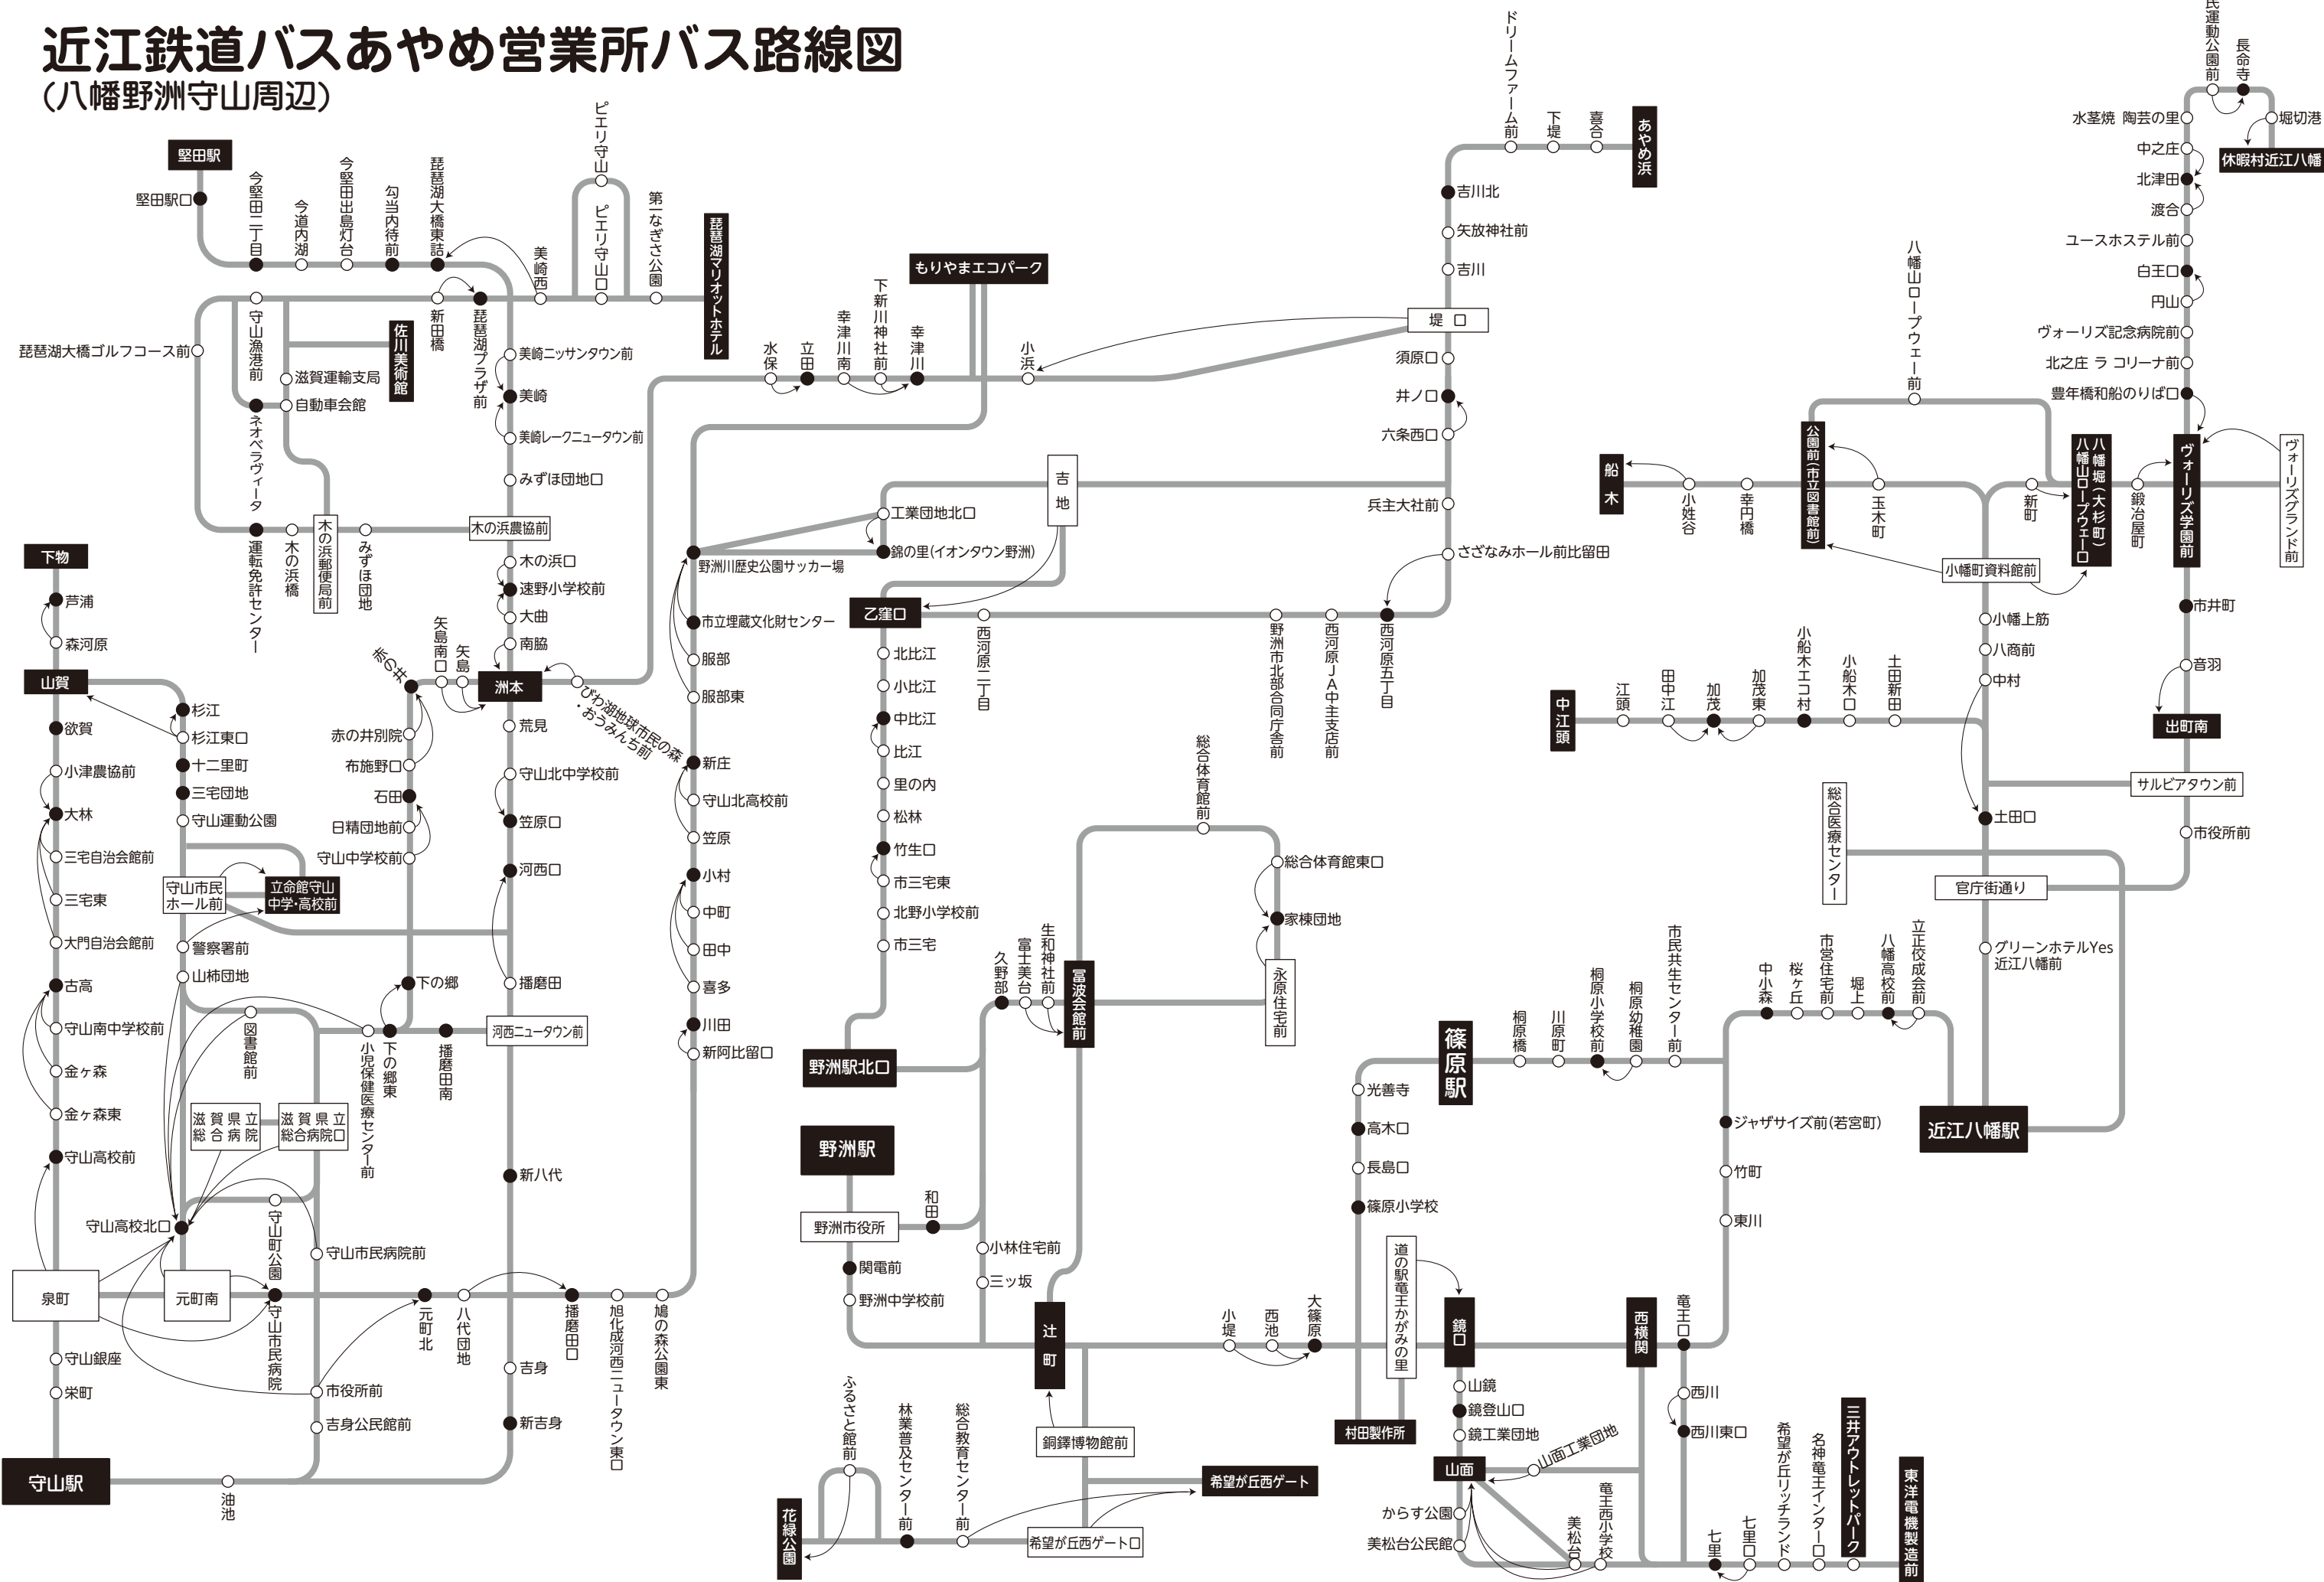 近江鉄道バスあやめ営業所バス路線図
(八幡野洲守山周辺)
堅田駅
堅田駅口
今堅田二丁目
今道内湖
今堅田出島灯台
勾当内待前
琵琶湖大橋東詰
美崎西
ピエリ守山
ピエリ守山口
第一なぎさ公園
琵琶湖マリオットホテル
琵琶湖大橋ゴルフコース前
守山漁港前
佐川美術館
新田橋
琵琶湖プラザ前
滋賀運輸支局
自動車会館
ネオベラヴィータ
美崎ニッサンタウン前
美崎
美崎レークニュータウン前
みずほ団地口
運転免許センター
木の浜橋
木の浜郵便局前
みずほ団地
木の浜農協前
木の浜口
速野小学校前
大曲
南脇
洲本
びわ湖地球市民の森
・おうみんち前
荒見
守山北中学校前
笠原口
河西口
播磨田
河西ニュータウン前
新八代
吉身
新吉身
下物
芦浦
森河原
山賀
欲賀
小津農協前
大林
三宅自治会館前
三宅東
大門自治会館前
古高
守山南中学校前
金ヶ森
金ヶ森東
守山高校前
泉町
守山銀座
栄町
守山駅
油池
杉江
杉江東口
十二里町
三宅団地
守山運動公園
守山市民
ホール前
立命館守山
中学・高校前
警察署前
山柿団地
図書館前
滋賀県立
総合病院
滋賀県立
総合病院口
守山高校北口
守山町公園
守山市民病院前
元町南
守山市民病院
市役所前
吉身公民館前
元町北
八代団地
播磨田口
旭化成河西ニュータウン東口
鳩の森公園東
赤の井
矢島南口
矢島
赤の井別院
布施野口
石田
日精団地前
守山中学校前
下の郷
小児保健医療センター前
下の郷東
播磨田南
もりやまエコパーク
水保
立田
幸津川南
下新川神社前
幸津川
小浜
野洲川歴史公園サッカー場
市立埋蔵文化財センター
服部
服部東
新庄
守山北高校前
笠原
小村
中町
田中
喜多
川田
新阿比留口
工業団地北口
錦の里(イオンタウン野洲)
吉地
乙窪口
北比江
小比江
中比江
比江
里の内
松林
竹生口
市三宅東
北野小学校前
市三宅
野洲駅北口
西河原二丁目
野洲市北部合同庁舎前
西河原JA中主支店前
西河原五丁目
ドリームファーム前
下堤
喜合
あやめ浜
吉川北
矢放神社前
吉川
堤口
須原口
井ノ口
六条西口
兵主大社前
さざなみホール前比留田
総合体育館前
総合体育館東口
家棟団地
永原住宅前
久野部
富士美台
生和神社前
冨波会館前
野洲駅
野洲市役所
和田
関電前
野洲中学校前
小林住宅前
三ッ坂
辻町
銅鐸博物館前
希望が丘西ゲート
希望が丘西ゲート口
総合教育センター前
林業普及センター前
ふるさと館前
花緑公園
小堤
西池
大篠原
篠原駅
光善寺
高木口
長島口
篠原小学校
道の駅竜王かがみの里
村田製作所
桐原橋
川原町
桐原小学校前
桐原幼稚園
市民共生センター前
鏡口
山鏡
鏡登山口
鏡工業団地
山面
山面工業団地
からす公園
美松台公民館
美松台
竜王西小学校
西横関
竜王口
西川
西川東口
七里
七里口
希望が丘リッチランド
名神竜王インター口
三井アウトレットパーク
東洋電機製造前
ジャザサイズ前(若宮町)
竹町
東川
中小森
桜ヶ丘
市営住宅前
堀上
八幡高校前
立正佼成会前
近江八幡駅
総合医療センター
官庁街通り
グリーンホテルYes
近江八幡前
中江頭
江頭
田中江
加茂
加茂東
小船木エコ村
小船木口
土田新田
土田口
サルビアタウン前
市役所前
船木
小姓谷
幸円橋
公園前(市立図書館前)
玉木町
八幡山ロープウェー前
小幡町資料館前
小幡上筋
八商前
中村
新町
八幡堀(大杉町)
八幡山ロープウェー口
鍛冶屋町
ヴォーリズ学園前
ヴォーリズグランド前
市井町
音羽
出町南
民運動公園前
長命寺
堀切港
休暇村近江八幡
水茎焼 陶芸の里
中之庄
北津田
渡合
ユースホステル前
白王口
円山
ヴォーリズ記念病院前
北之庄 ラ コリーナ前
豊年橋和船のりば口